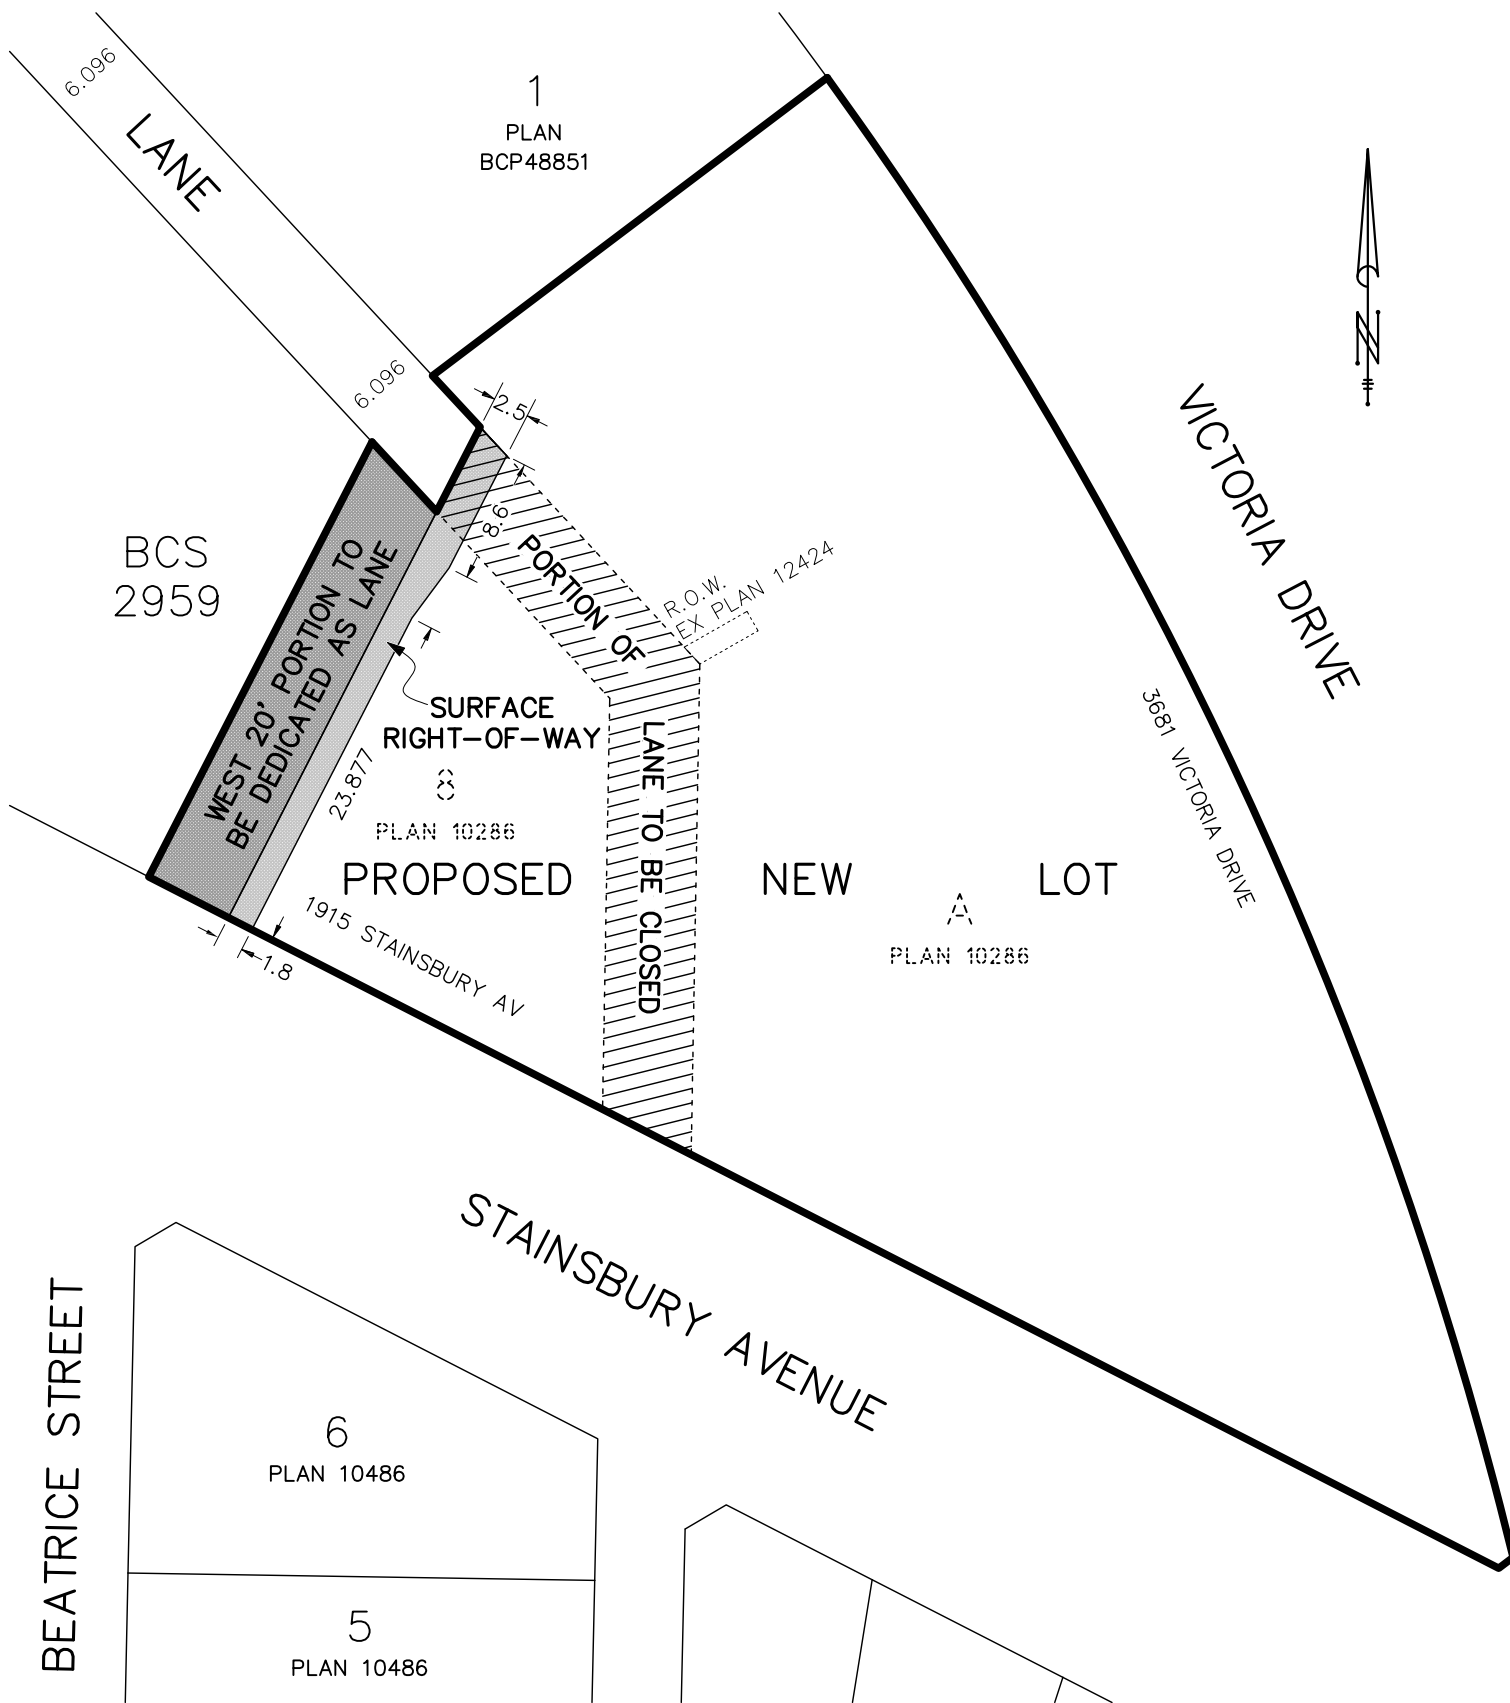 6.096
LANE
1
PLAN
BCP48851
6.096
2.5
N
VICTORIA DRIVE
8.6
BCS
2959
WEST 20' PORTION TO
BE DEDICATED AS LANE
PORTION OF
LANE TO BE CLOSED
R.O.W.
EX PLAN 12424
SURFACE
RIGHT-OF-WAY
23.877
8
PLAN 10286
3681 VICTORIA DRIVE
PROPOSED NEW LOT
A
PLAN 10286
1915 STAINSBURY AV
1.8
STAINSBURY AVENUE
BEATRICE STREET
6
PLAN 10486
5
PLAN 10486